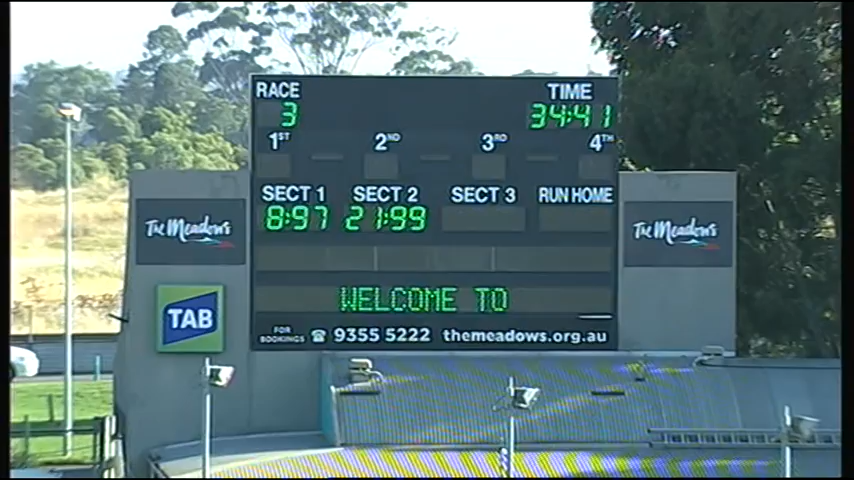 RACE TIME
3 34:41
1ST 2ND 3RD 4TH
SECT 1 SECT 2 SECT 3 RUN HOME
8:97 21:99
The Meadows
The Meadows
WELCOME TO
TAB
FOR BOOKINGS 9355 5222 themeadows.org.au